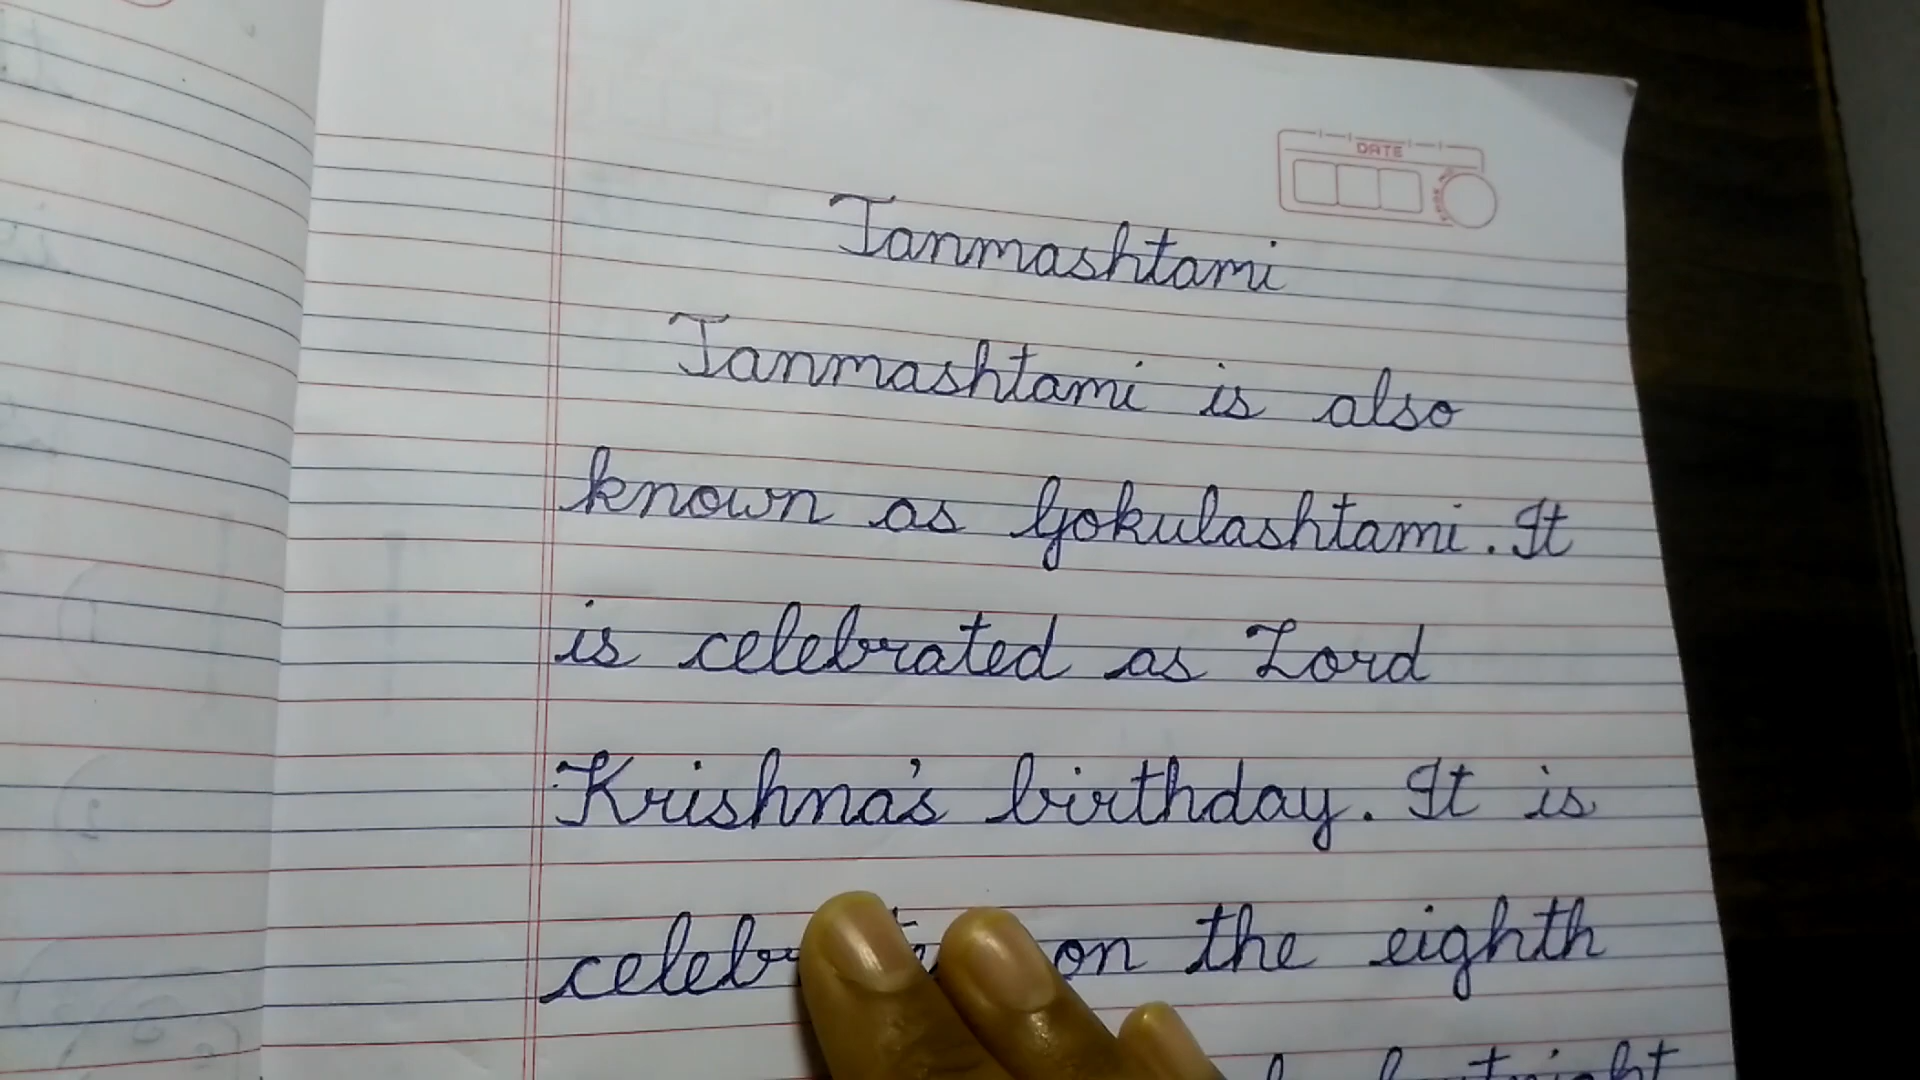 DATE
Janmashtami
Janmashtami is also
known as Gokulashtami. It
is celebrated as Lord
Krishna's birthday. It is
on the eighth